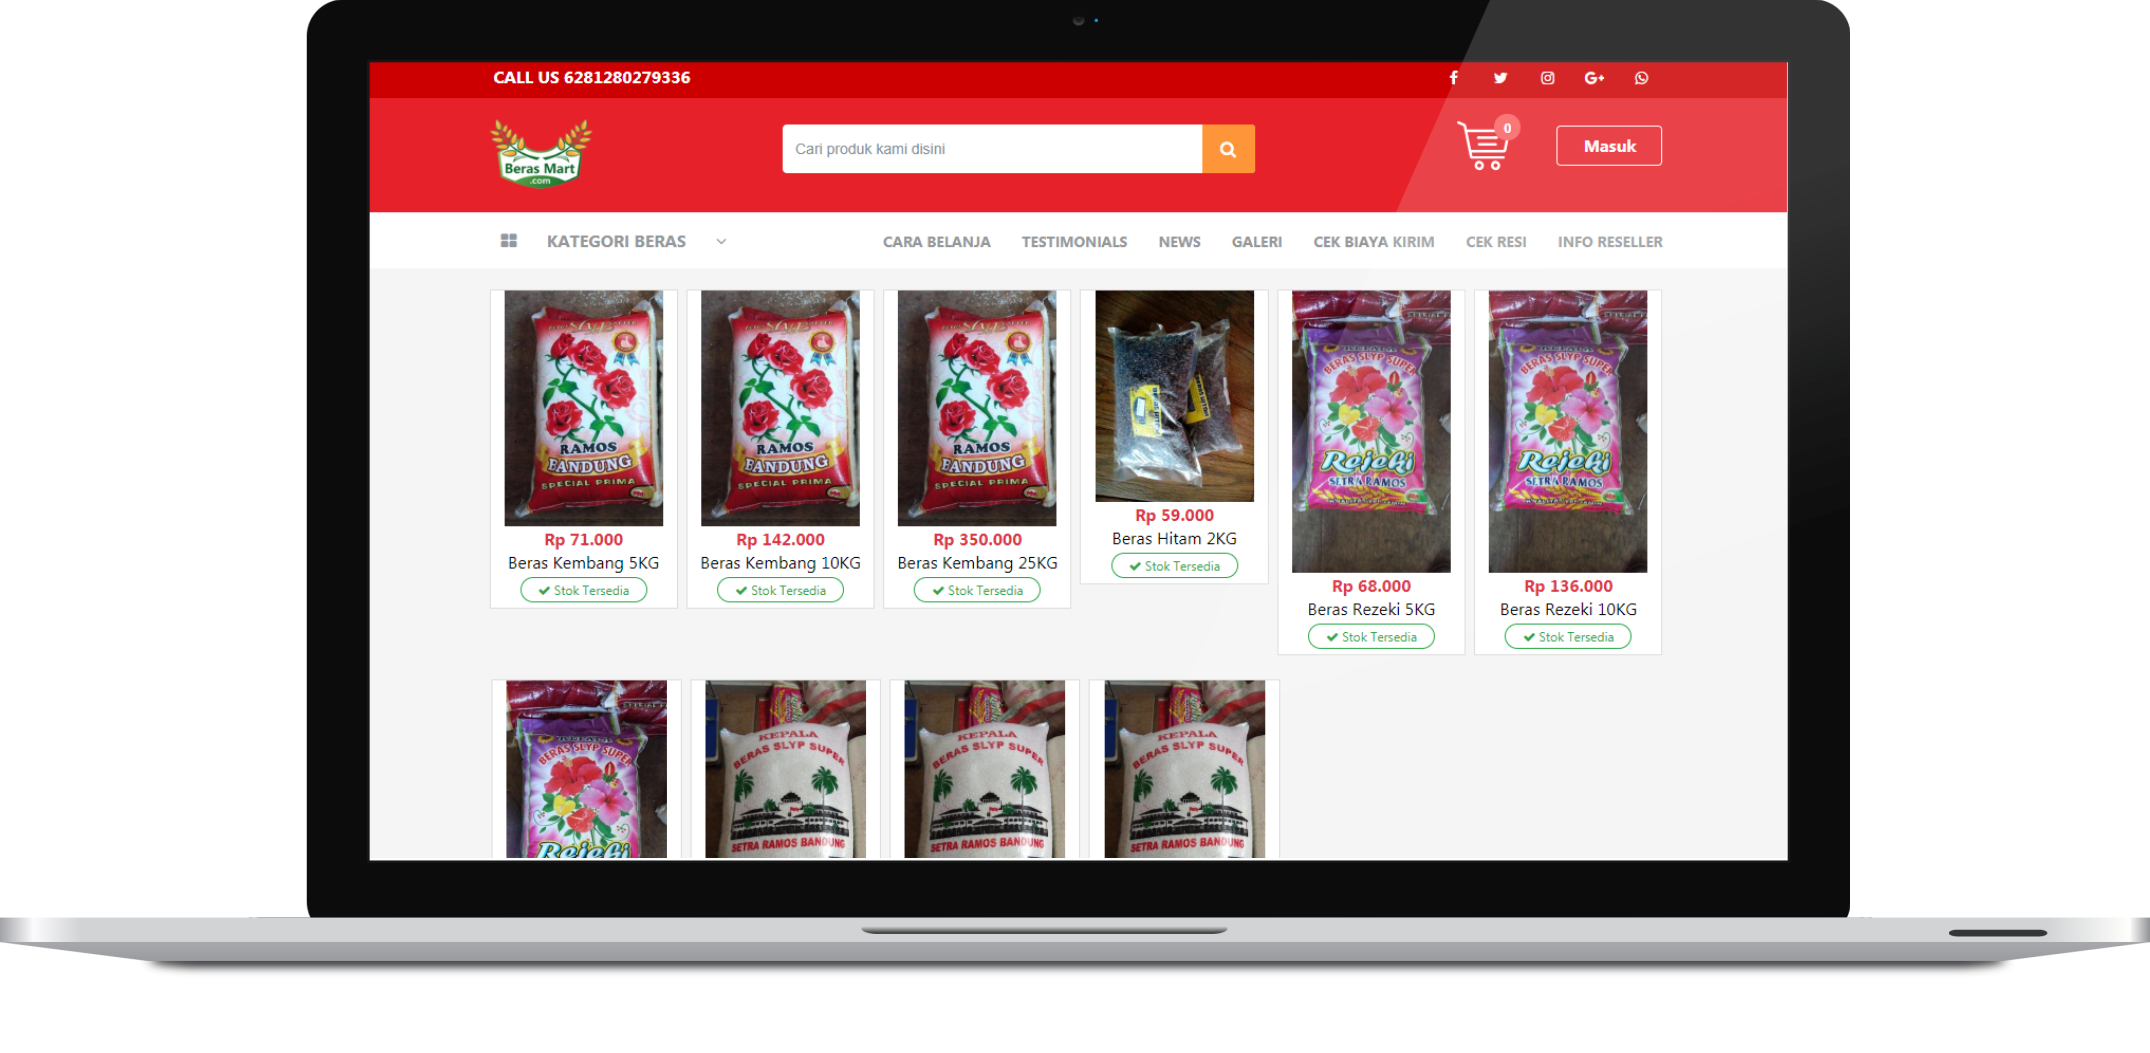 CALL US 6281280279336
Beras Mart
.com
Cari produk kami disini
0
Masuk
KATEGORI BERAS
CARA BELANJA
TESTIMONIALS
NEWS
GALERI
CEK BIAYA KIRIM
CEK RESI
INFO RESELLER
RAMOS
BANDUNG
SPECIAL PRIMA
Rp 71.000
Beras Kembang 5KG
Stok Tersedia
RAMOS
BANDUNG
SPECIAL PRIMA
Rp 142.000
Beras Kembang 10KG
Stok Tersedia
RAMOS
BANDUNG
SPECIAL PRIMA
Rp 350.000
Beras Kembang 25KG
Stok Tersedia
Rp 59.000
Beras Hitam 2KG
Stok Tersedia
BERAS SLYP SUPER
Rejeki
SETRA RAMOS
Rp 68.000
Beras Rezeki 5KG
Stok Tersedia
BERAS SLYP SUPER
Rejeki
SETRA RAMOS
Rp 136.000
Beras Rezeki 10KG
Stok Tersedia
KEPALA
BERAS SLYP SUPER
Rejeki
KEPALA
BERAS SLYP SUPER
SETRA RAMOS BANDUNG
KEPALA
BERAS SLYP SUPER
SETRA RAMOS BANDUNG
KEPALA
BERAS SLYP SUPER
SETRA RAMOS BANDUNG